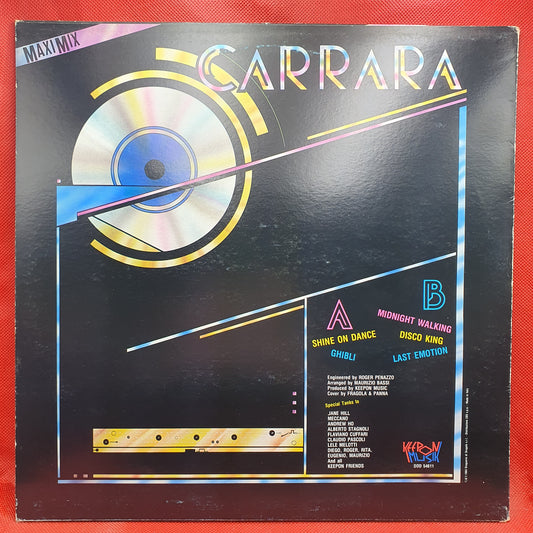 MAXI MIX
CARRARA
A
SHINE ON DANCE
GHIBLI
B
MIDNIGHT WALKING
DISCO KING
LAST EMOTION
Engineered by ROGER PENAZZO
Arranged by MAURIZIO BASSI
Produced by KEEPON MUSIC
Cover by FRAGOLA & PANNA
Special Tanks to
JANE HILL
MECCANO
ANDREW HO
ALBERTO STAGNOLI
FLAVIANO CUFFARI
CLAUDIO PASCOLI
LELE MELOTTI
DIEGO, ROGER, RITA,
EUGENIO, MAURIZIO
And all
KEEPON FRIENDS
KEEPON
MUSIK
DDD 54611